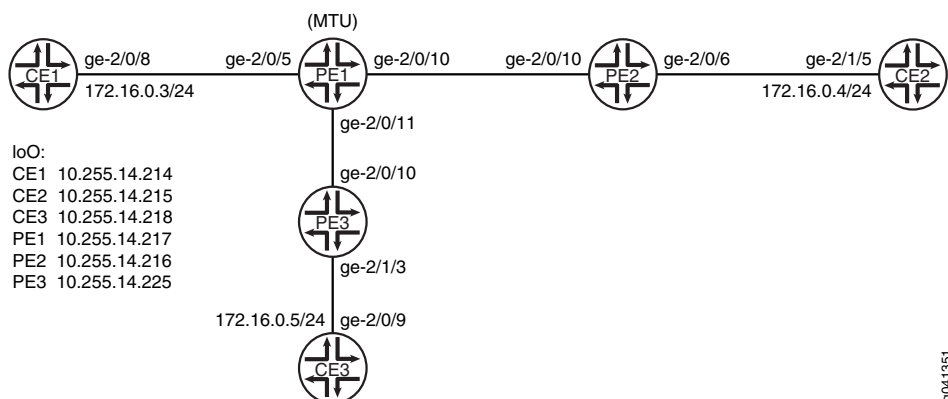 (MTU)
ge-2/0/8 ge-2/0/5 ge-2/0/10 ge-2/0/10 ge-2/0/6 ge-2/1/5
CE1 PE1 PE2 CE2
172.16.0.3/24 172.16.0.4/24
ge-2/0/11
lo0:
CE1 10.255.14.214
CE2 10.255.14.215
CE3 10.255.14.218
PE1 10.255.14.217
PE2 10.255.14.216
PE3 10.255.14.225
ge-2/0/10
PE3
ge-2/1/3
172.16.0.5/24 ge-2/0/9
CE3